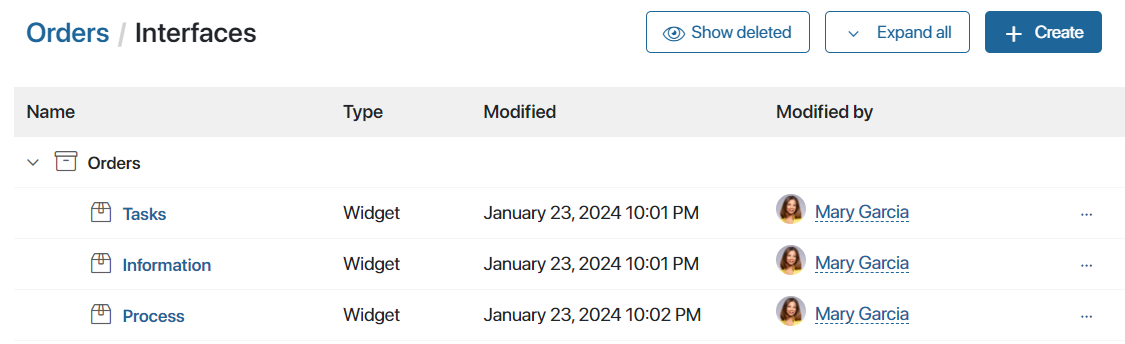 Orders / Interfaces Show deleted Expand all + Create
Name Type Modified Modified by
Orders
Tasks Widget January 23, 2024 10:01 PM Mary Garcia ...
Information Widget January 23, 2024 10:01 PM Mary Garcia ...
Process Widget January 23, 2024 10:02 PM Mary Garcia ...